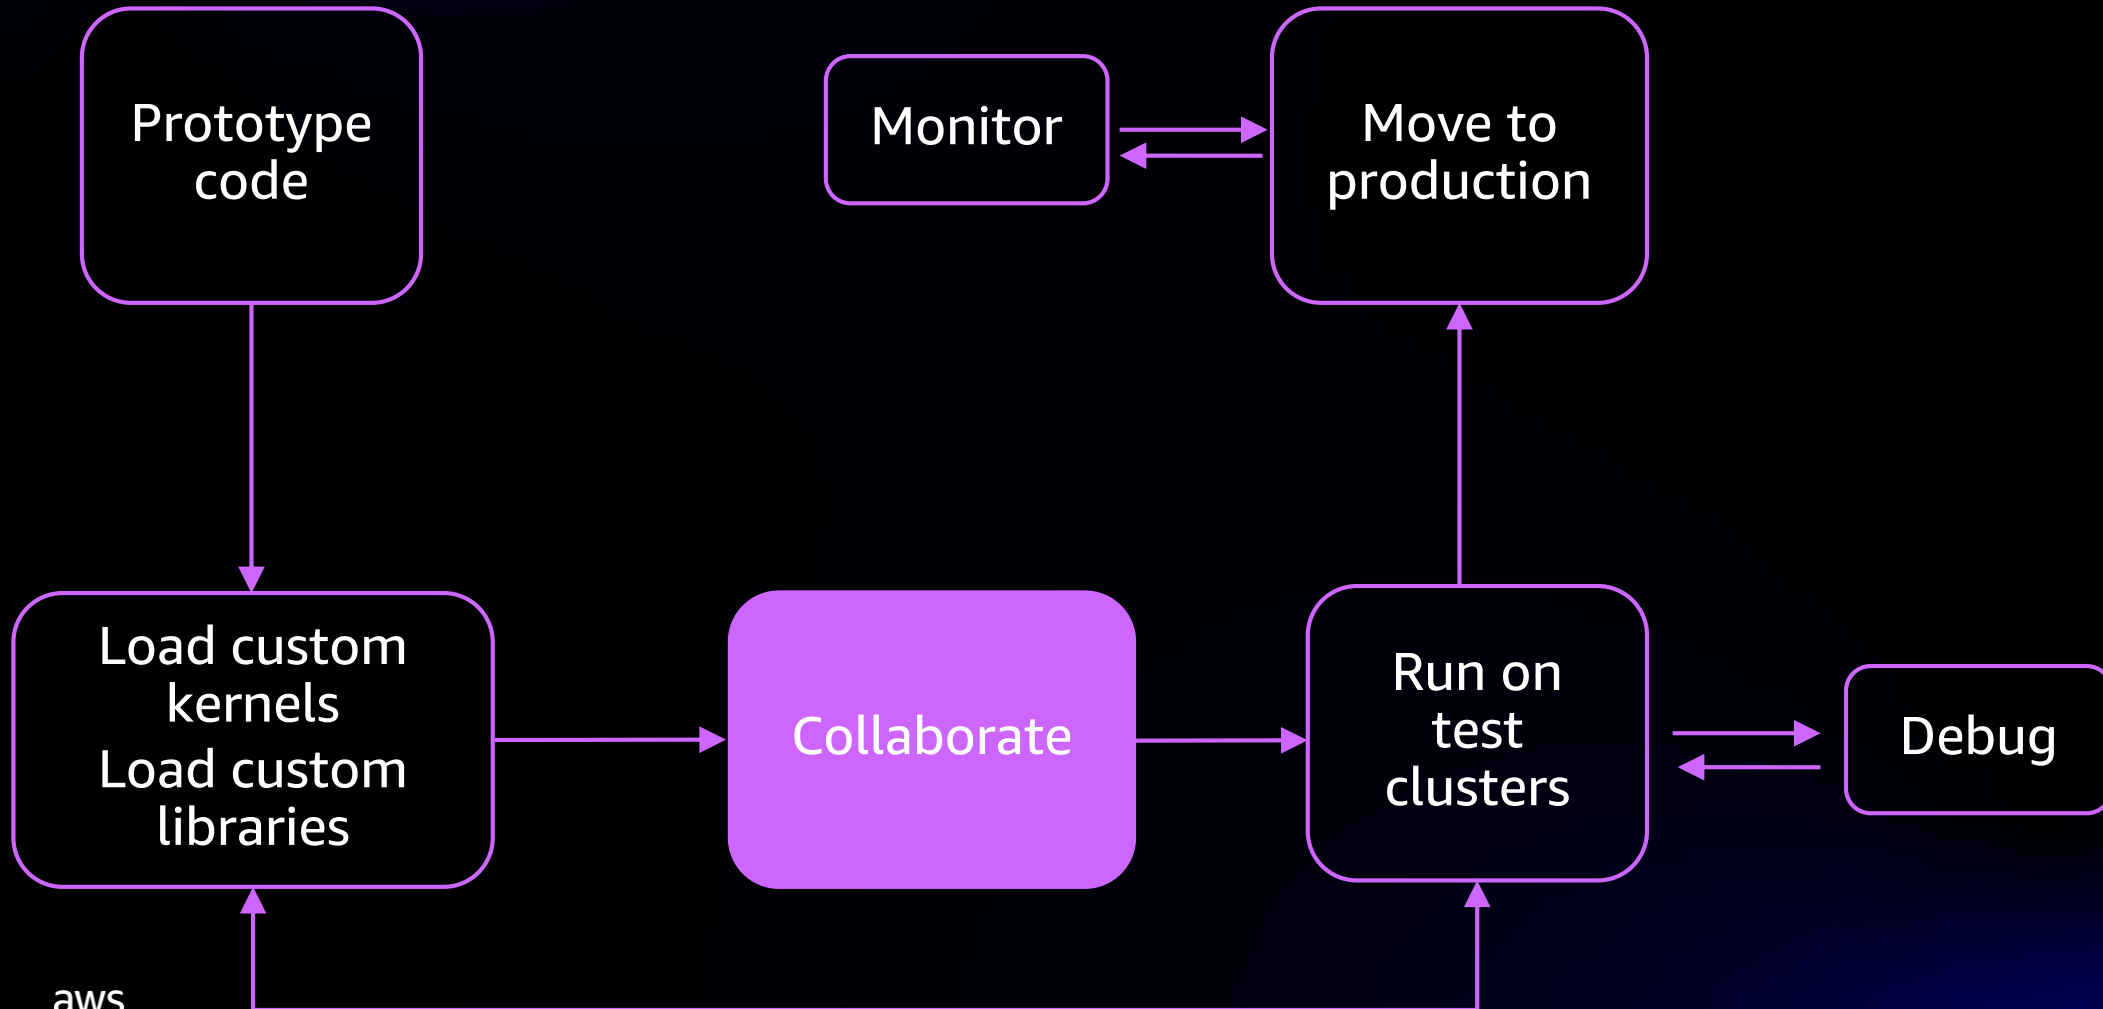 Prototype
code
Monitor
Move to
production
Load custom
kernels
Load custom
libraries
Collaborate
Run on
test
clusters
Debug
aws